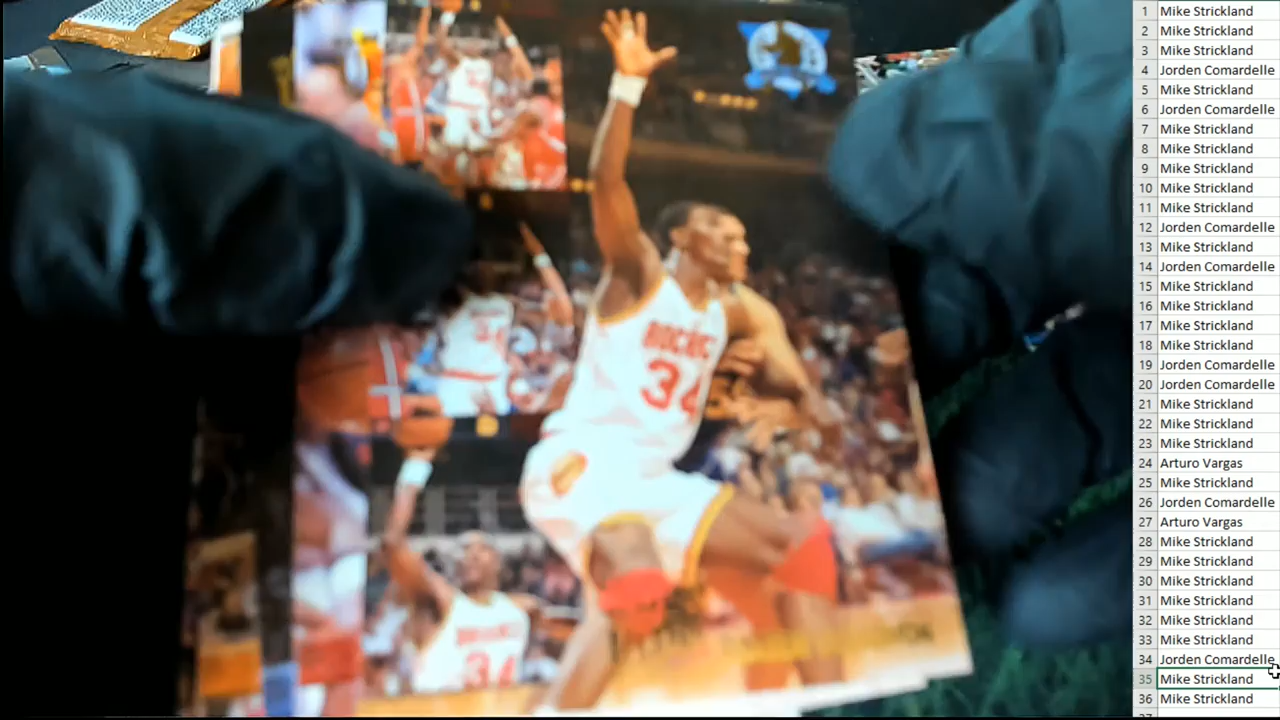 ROCKETS
34
34
1 Mike Strickland
2 Mike Strickland
3 Mike Strickland
4 Jorden Comardelle
5 Mike Strickland
6 Jorden Comardelle
7 Mike Strickland
8 Mike Strickland
9 Mike Strickland
10 Mike Strickland
11 Mike Strickland
12 Jorden Comardelle
13 Mike Strickland
14 Jorden Comardelle
15 Mike Strickland
16 Mike Strickland
17 Mike Strickland
18 Mike Strickland
19 Jorden Comardelle
20 Jorden Comardelle
21 Mike Strickland
22 Mike Strickland
23 Mike Strickland
24 Arturo Vargas
25 Mike Strickland
26 Jorden Comardelle
27 Arturo Vargas
28 Mike Strickland
29 Mike Strickland
30 Mike Strickland
31 Mike Strickland
32 Mike Strickland
33 Mike Strickland
34 Jorden Comardelle
35 Mike Strickland
36 Mike Strickland